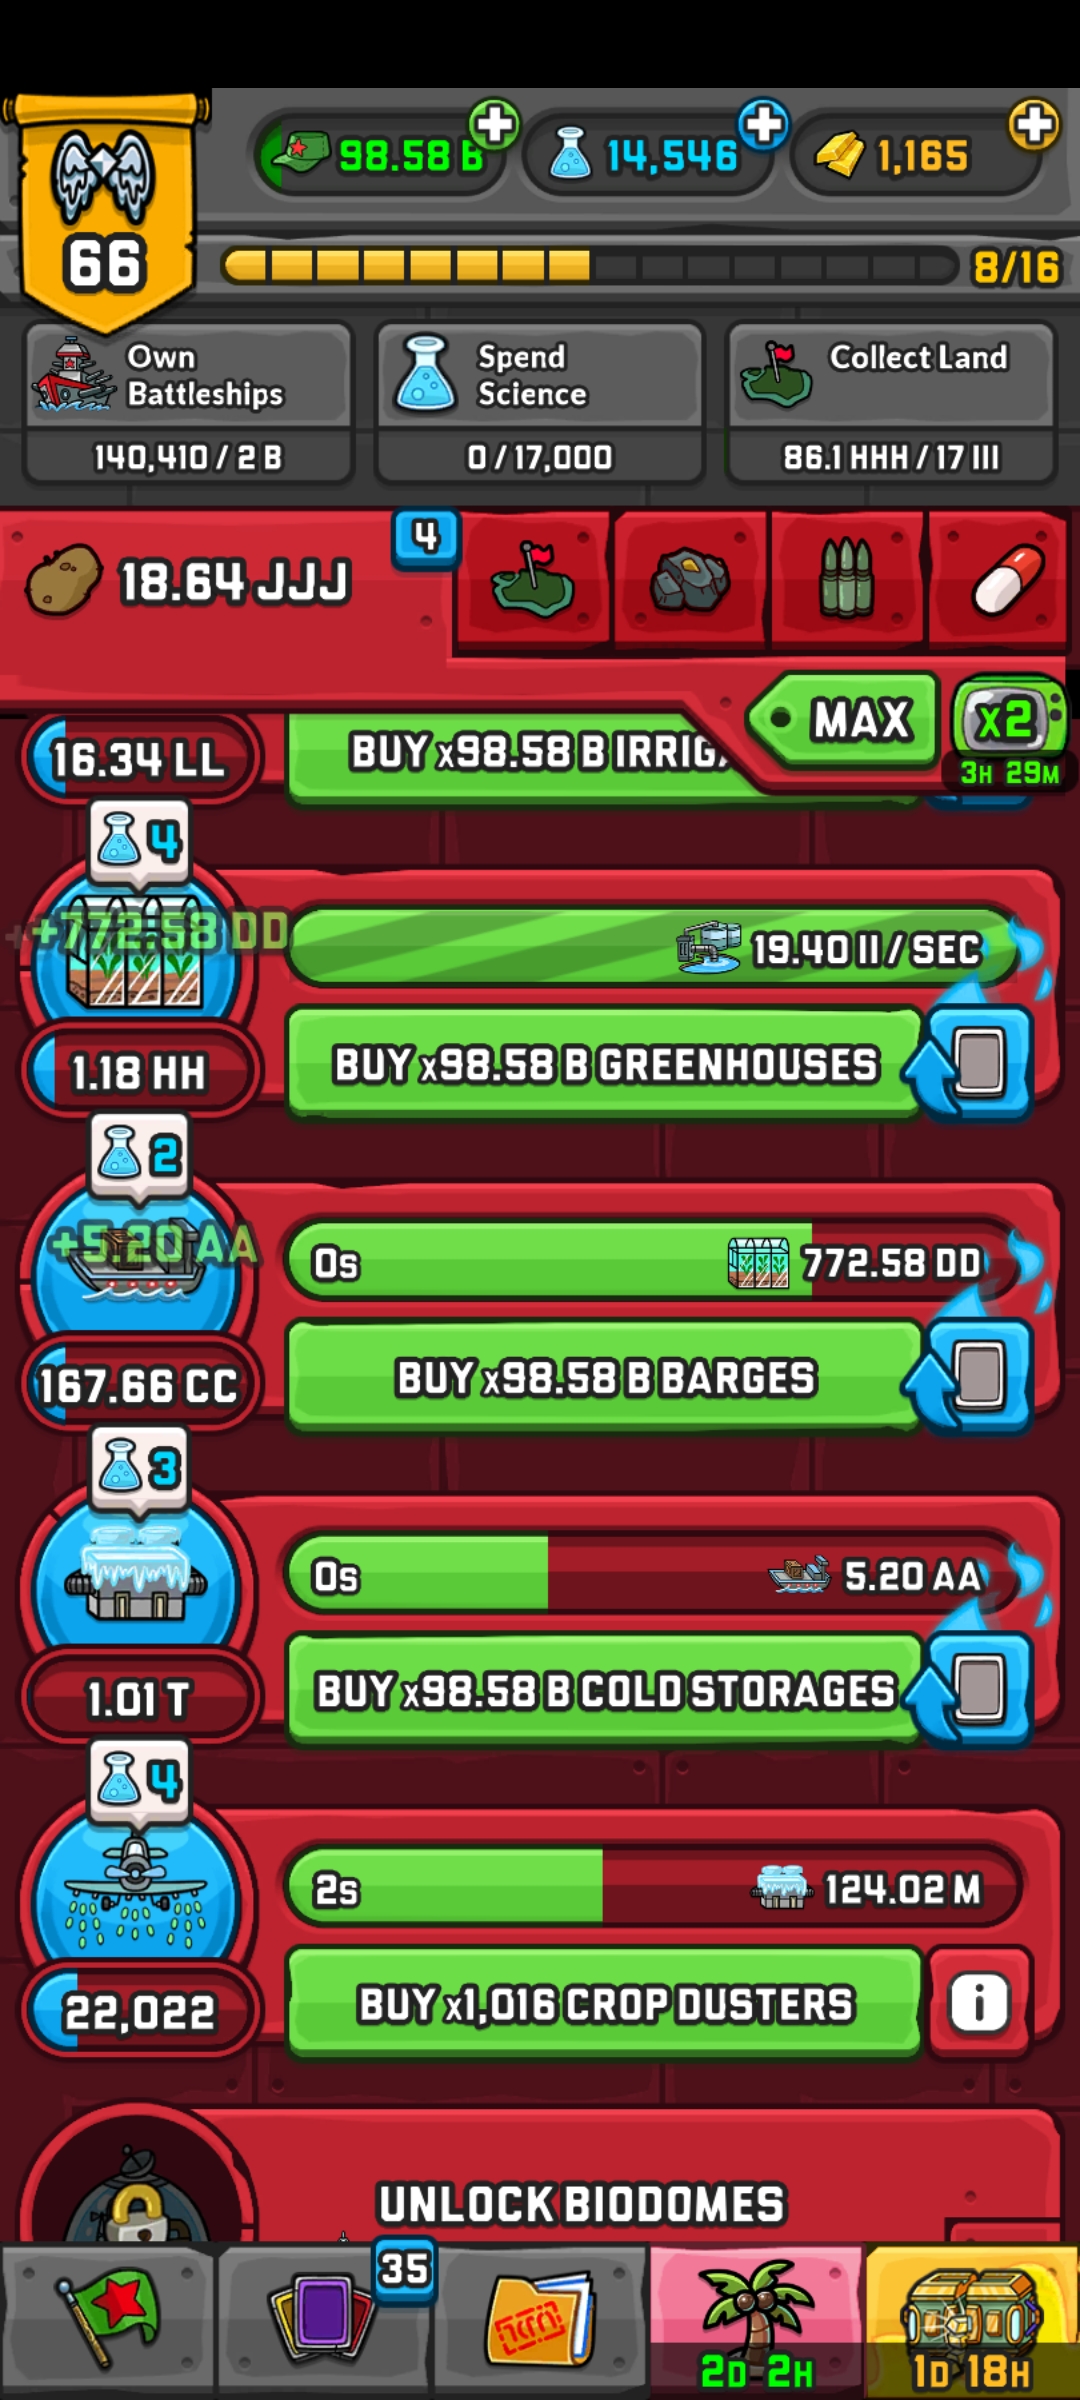 98.58 B
14,546
1,165
66
8/16
Own Battleships
140,410 / 2 B
Spend Science
0 / 17,000
Collect Land
86.1 HHH / 17 III
18.64 JJJ
4
MAX
x2
3H 29M
16.34 LL
BUY x98.58 B IRRIG
4
+772.58 DD
19.40 II / SEC
1.18 HH
BUY x98.58 B GREENHOUSES
2
+5.20 AA
0s
772.58 DD
167.66 CC
BUY x98.58 B BARGES
3
0s
5.20 AA
1.01 T
BUY x98.58 B COLD STORAGES
4
2s
124.02 M
22,022
BUY x1,016 CROP DUSTERS
i
UNLOCK BIODOMES
35
2D 2H
1D 18H